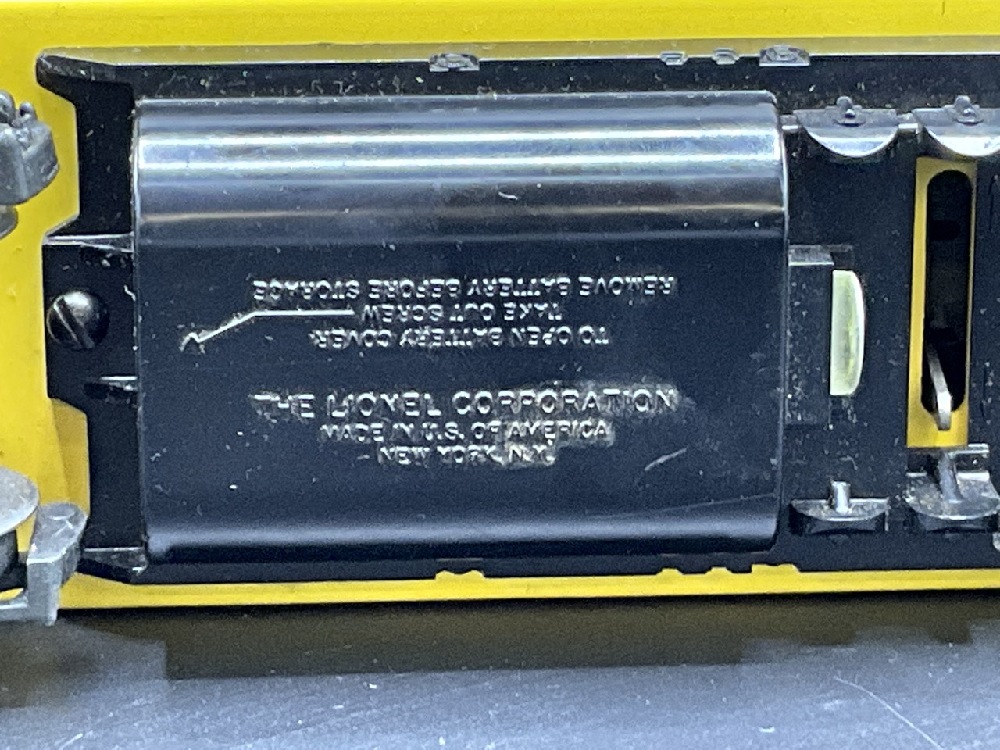 THE LIONEL CORPORATION
MADE IN U.S. OF AMERICA
NEW YORK, N.Y.
TO OPEN BATTERY COVER
TAKE OUT SCREW
REMOVE BATTERY BEFORE STORAGE